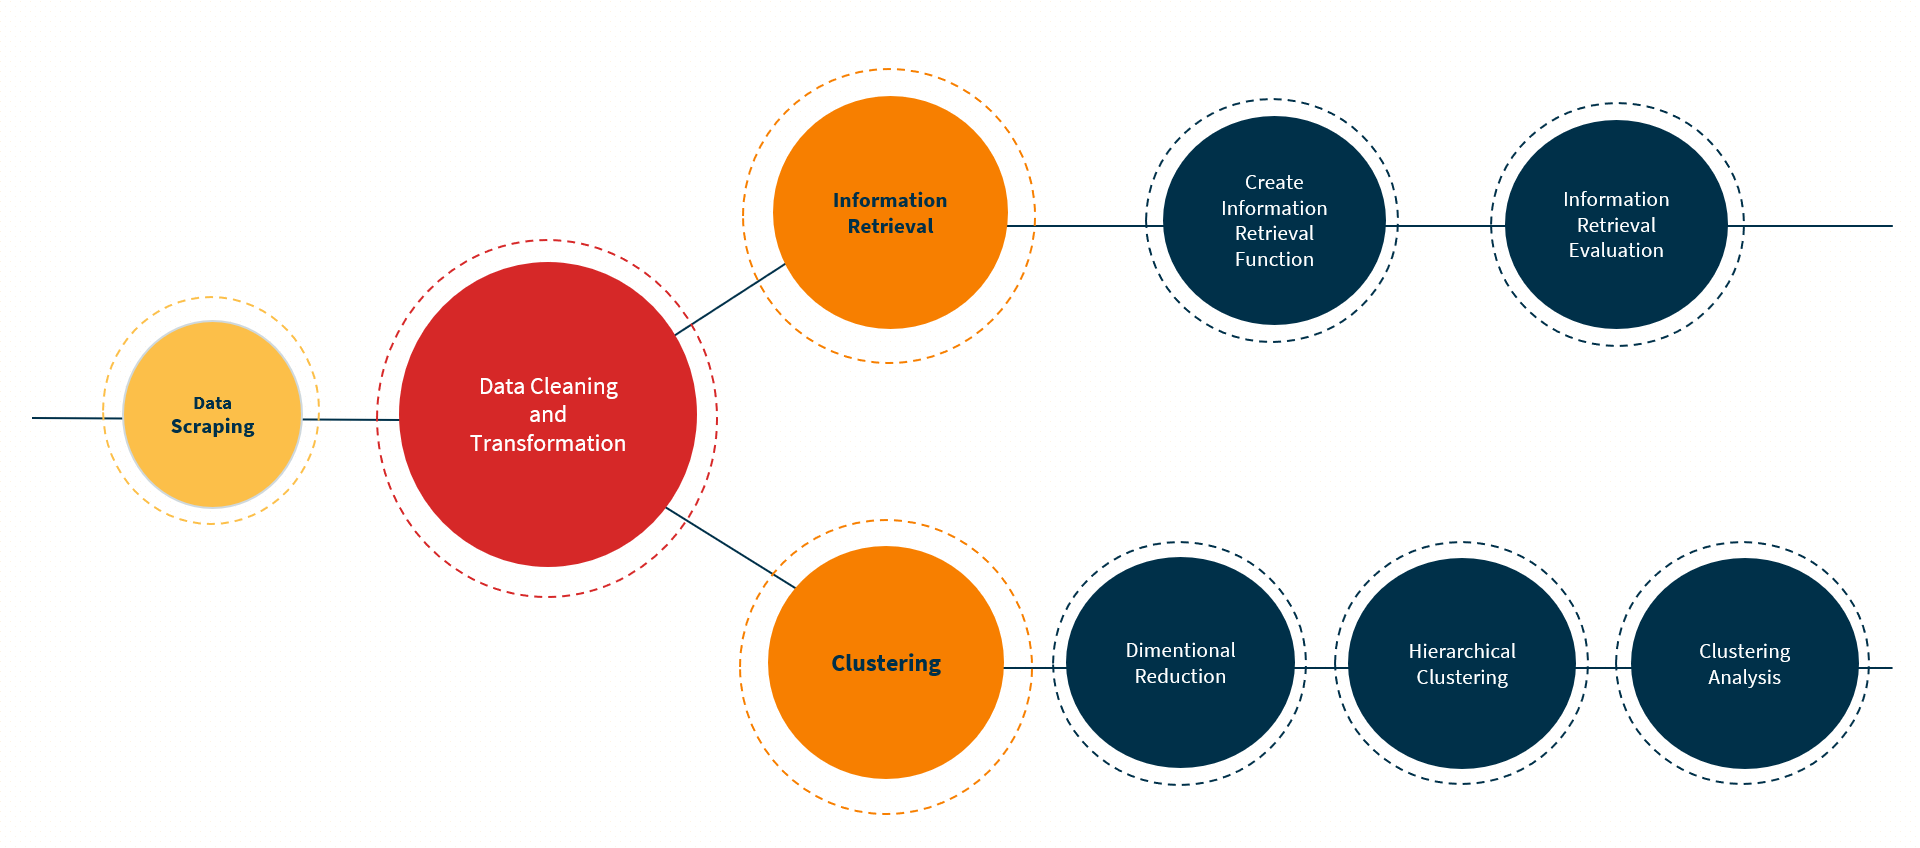 Data
Scraping
Data Cleaning
and
Transformation
Information
Retrieval
Create
Information
Retrieval
Function
Information
Retrieval
Evaluation
Clustering
Dimentional
Reduction
Hierarchical
Clustering
Clustering
Analysis